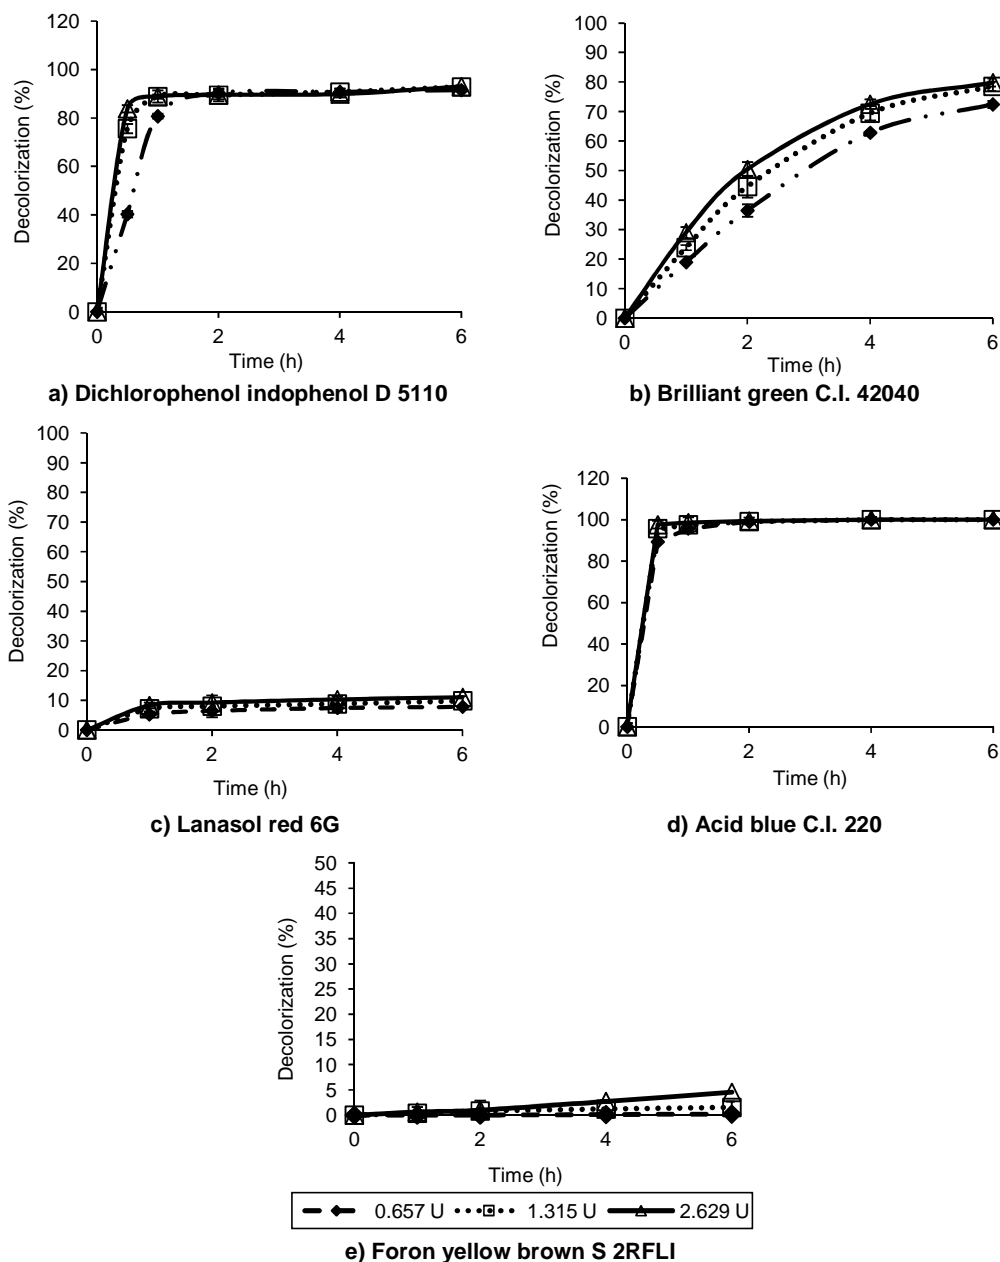 120
100
80
60
40
20
0
Decolorization (%)
0 2 4 6
Time (h)
a) Dichlorophenol indophenol D 5110
100
90
80
70
60
50
40
30
20
10
0
Decolorization (%)
0 2 4 6
Time (h)
b) Brilliant green C.I. 42040
100
90
80
70
60
50
40
30
20
10
0
Decolorization (%)
0 2 4 6
Time (h)
c) Lanasol red 6G
120
100
80
60
40
20
0
Decolorization (%)
0 2 4 6
Time (h)
d) Acid blue C.I. 220
50
45
40
35
30
25
20
15
10
5
0
Decolorization (%)
0 2 4 6
Time (h)
0.657 U 1.315 U 2.629 U
e) Foron yellow brown S 2RFLI